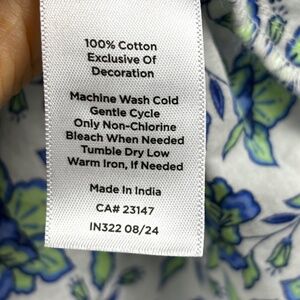 100% Cotton
Exclusive Of
Decoration
Machine Wash Cold
Gentle Cycle
Only Non-Chlorine
Bleach When Needed
Tumble Dry Low
Warm Iron, If Needed
Made In India
CA# 23147
IN322 08/24